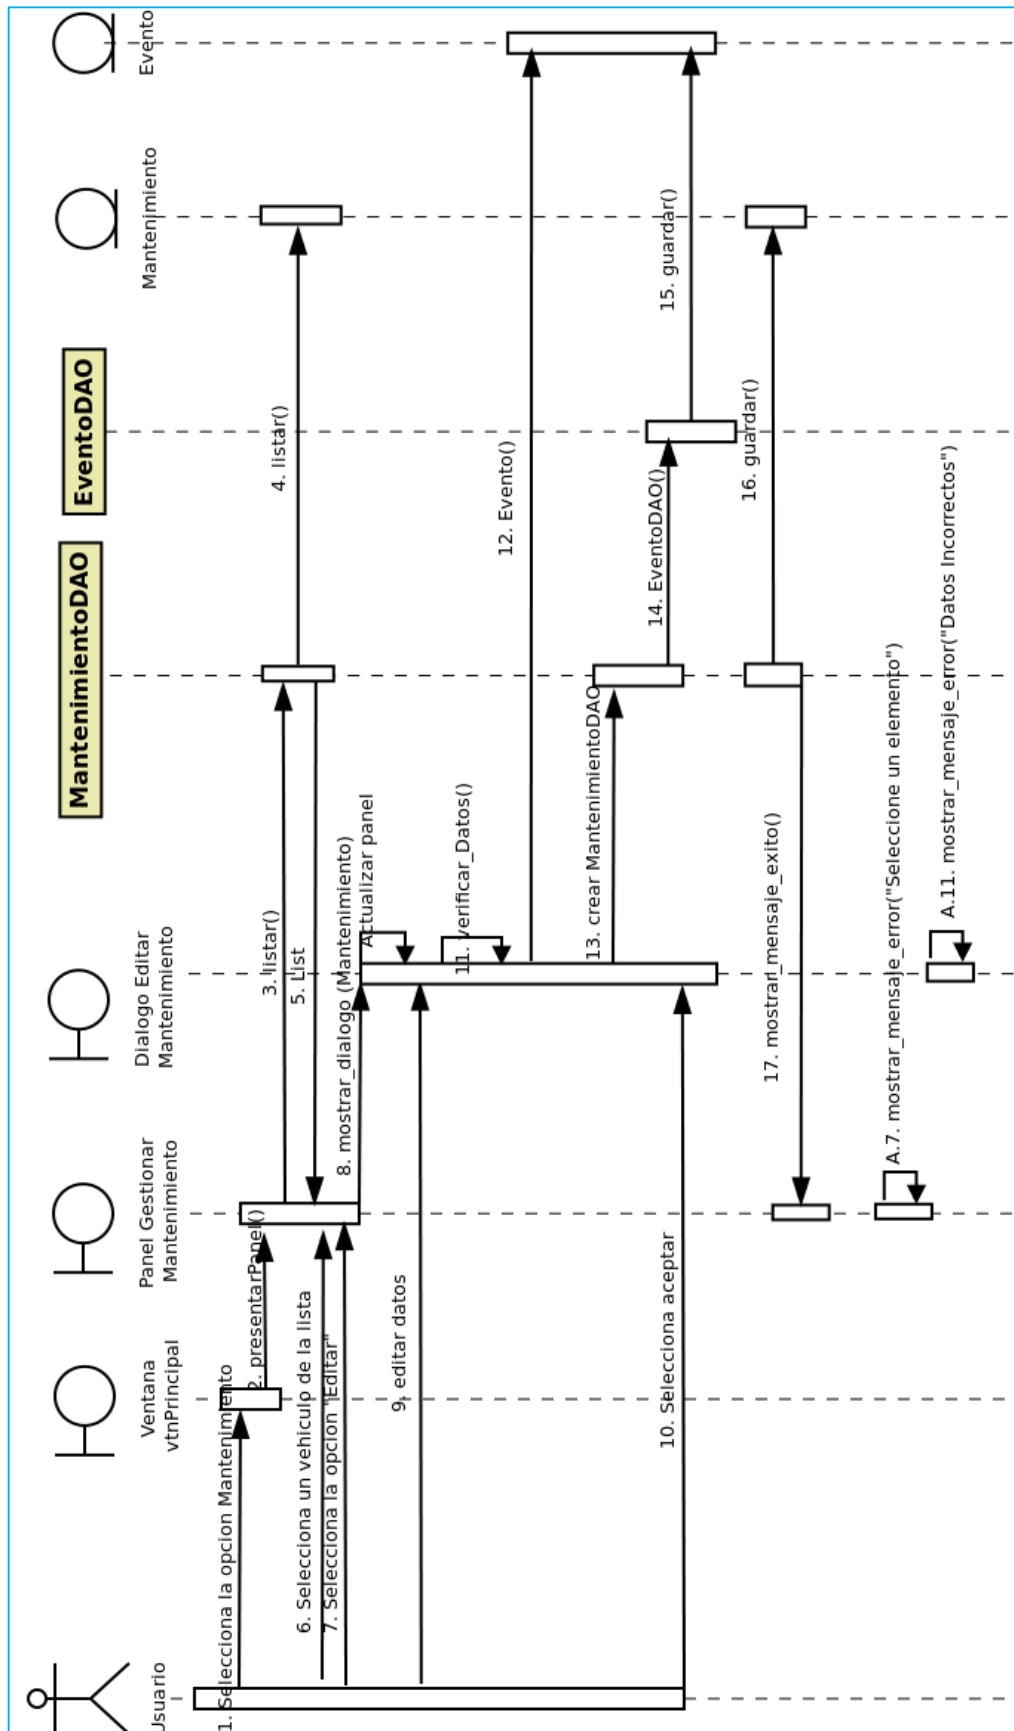 Usuario
Ventana
vtnPrincipal
Panel Gestionar
Mantenimiento
Dialogo Editar
Mantenimiento
MantenimientoDAO
EventoDAO
Mantenjmiento
Evento
1. Selecciona la opcion Mantenimiento
2. presentarPanel()
3. listar()
4. listar()
5. List
6. Selecciona un vehiculo de la lista
7. Selecciona la opcion "Editar"
8. mostrar_dialogo (Mantenimiento)
Actualizar panel
9. editar datos
10. Selecciona aceptar
11. verificar_Datos()
12. Evento()
13. crear MantenimientoDAO
14. EventoDAO()
15. guardar()
16. guardar()
17. mostrar_mensaje_exito()
A.7. mostrar_mensaje_error("Seleccione un elemento")
A.11. mostrar_mensaje_error("Datos Incorrectos")